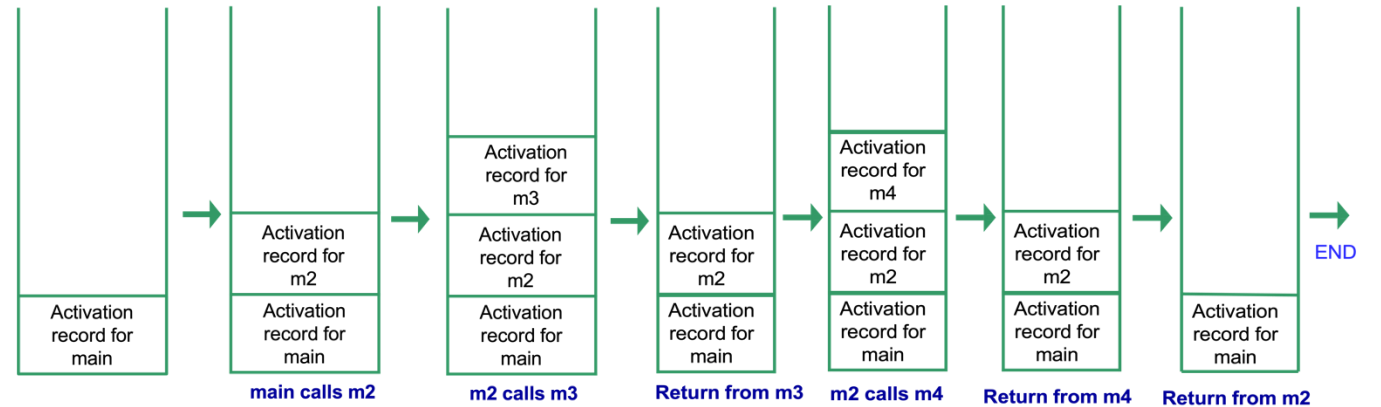 Activation
record for
main
Activation
record for
m2
Activation
record for
main
main calls m2
Activation
record for
m3
Activation
record for
m2
Activation
record for
main
m2 calls m3
Activation
record for
m2
Activation
record for
main
Return from m3
Activation
record for
m4
Activation
record for
m2
Activation
record for
main
m2 calls m4
Activation
record for
m2
Activation
record for
main
Return from m4
Activation
record for
main
Return from m2
END